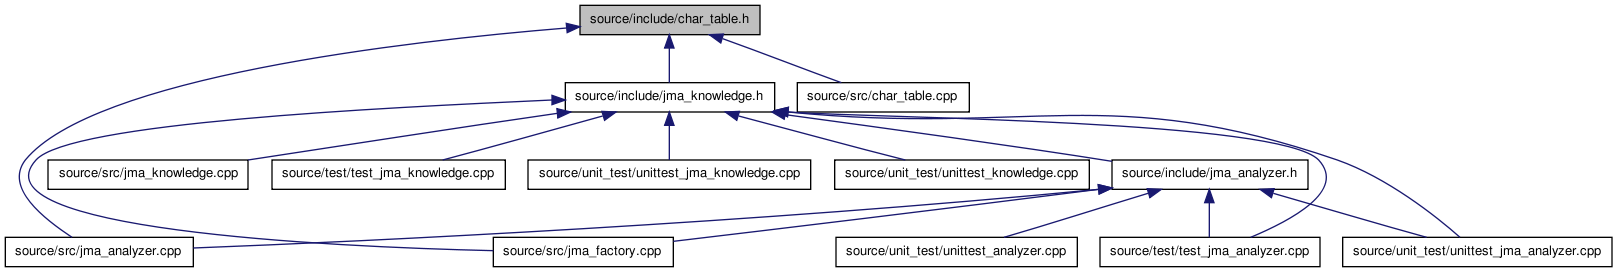 source/include/char_table.h
source/include/jma_knowledge.h
source/src/char_table.cpp
source/src/jma_knowledge.cpp
source/test/test_jma_knowledge.cpp
source/unit_test/unittest_jma_knowledge.cpp
source/unit_test/unittest_knowledge.cpp
source/include/jma_analyzer.h
source/src/jma_analyzer.cpp
source/src/jma_factory.cpp
source/unit_test/unittest_analyzer.cpp
source/test/test_jma_analyzer.cpp
source/unit_test/unittest_jma_analyzer.cpp